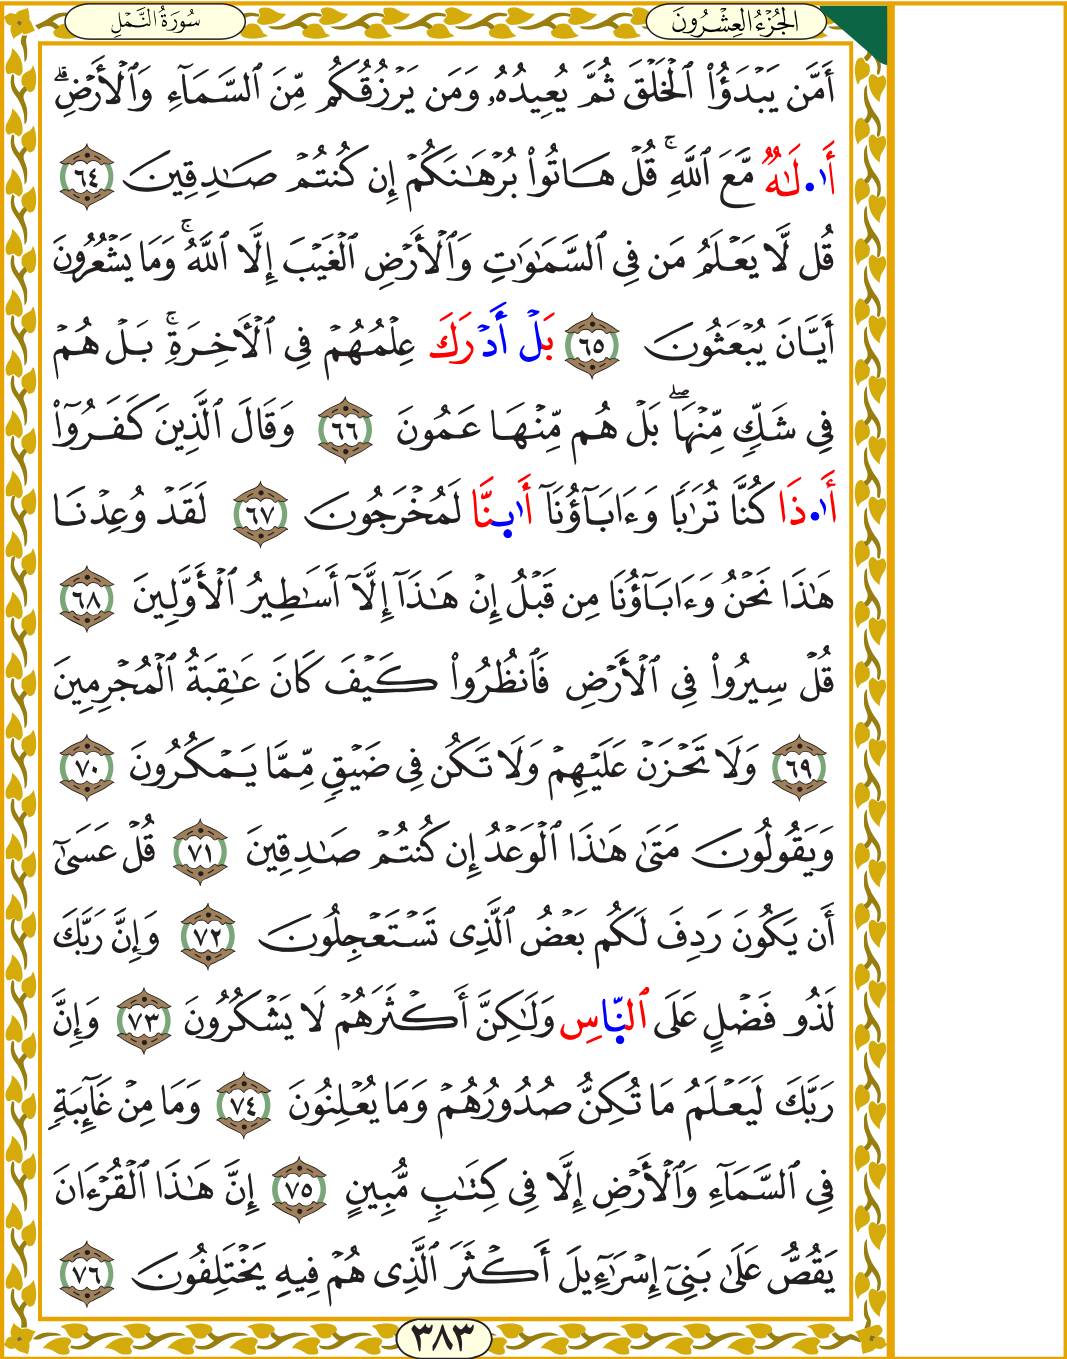 الجُزْءُ العِشْرُونَ سُورَةُ النَّمْلِ
أَمَّن يَبْدَؤُاْ ٱلْخَلْقَ ثُمَّ يُعِيدُهُۥ وَمَن يَرْزُقُكُم مِّنَ ٱلسَّمَآءِ وَٱلْأَرْضِۗ
أَ.ٰلَٰهٌ مَّعَ ٱللَّهِۚ قُلْ هَاتُواْ بُرْهَٰنَكُمْ إِن كُنتُمْ صَٰدِقِينَ ٦٤
قُل لَّا يَعْلَمُ مَن فِى ٱلسَّمَٰوَٰتِ وَٱلْأَرْضِ ٱلْغَيْبَ إِلَّا ٱللَّهُۚ وَمَا يَشْعُرُونَ
أَيَّانَ يُبْعَثُونَ ٦٥ بَلْ أَدْرَكَ عِلْمُهُمْ فِى ٱلْأَخِرَةِۚ بَلْ هُمْ
فِى شَكٍّ مِّنْهَاۖ بَلْ هُم مِّنْهَا عَمُونَ ٦٦ وَقَالَ ٱلَّذِينَ كَفَرُوٓاْ
أَ.ٰذَا كُنَّا تُرَٰبًا وَءَابَآؤُنَآ أَ.ٰينَّا لَمُخْرَجُونَ ٦٧ لَقَدْ وُعِدْنَا
هَٰذَا نَحْنُ وَءَابَآؤُنَا مِن قَبْلُ إِنْ هَٰذَآ إِلَّآ أَسَٰطِيرُ ٱلْأَوَّلِينَ ٦٨
قُلْ سِيرُواْ فِى ٱلْأَرْضِ فَٱنظُرُواْ كَيْفَ كَانَ عَٰقِبَةُ ٱلْمُجْرِمِينَ
٦٩ وَلَا تَحْزَنْ عَلَيْهِمْ وَلَا تَكُن فِى ضَيْقٍ مِّمَّا يَمْكُرُونَ ٧٠
وَيَقُولُونَ مَتَىٰ هَٰذَا ٱلْوَعْدُ إِن كُنتُمْ صَٰدِقِينَ ٧١ قُلْ عَسَىٰٓ
أَن يَكُونَ رَدِفَ لَكُم بَعْضُ ٱلَّذِى تَسْتَعْجِلُونَ ٧٢ وَإِنَّ رَبَّكَ
لَذُو فَضْلٍ عَلَى ٱلنَّاسِ وَلَٰكِنَّ أَكْثَرَهُمْ لَا يَشْكُرُونَ ٧٣ وَإِنَّ
رَبَّكَ لَيَعْلَمُ مَا تُكِنُّ صُدُورُهُمْ وَمَا يُعْلِنُونَ ٧٤ وَمَا مِنْ غَآئِبَةٍ
فِى ٱلسَّمَآءِ وَٱلْأَرْضِ إِلَّا فِى كِتَٰبٍ مُّبِينٍ ٧٥ إِنَّ هَٰذَا ٱلْقُرْءَانَ
يَقُصُّ عَلَىٰ بَنِىٓ إِسْرَٰٓءِيلَ أَكْثَرَ ٱلَّذِى هُمْ فِيهِ يَخْتَلِفُونَ ٧٦
٣٨٣